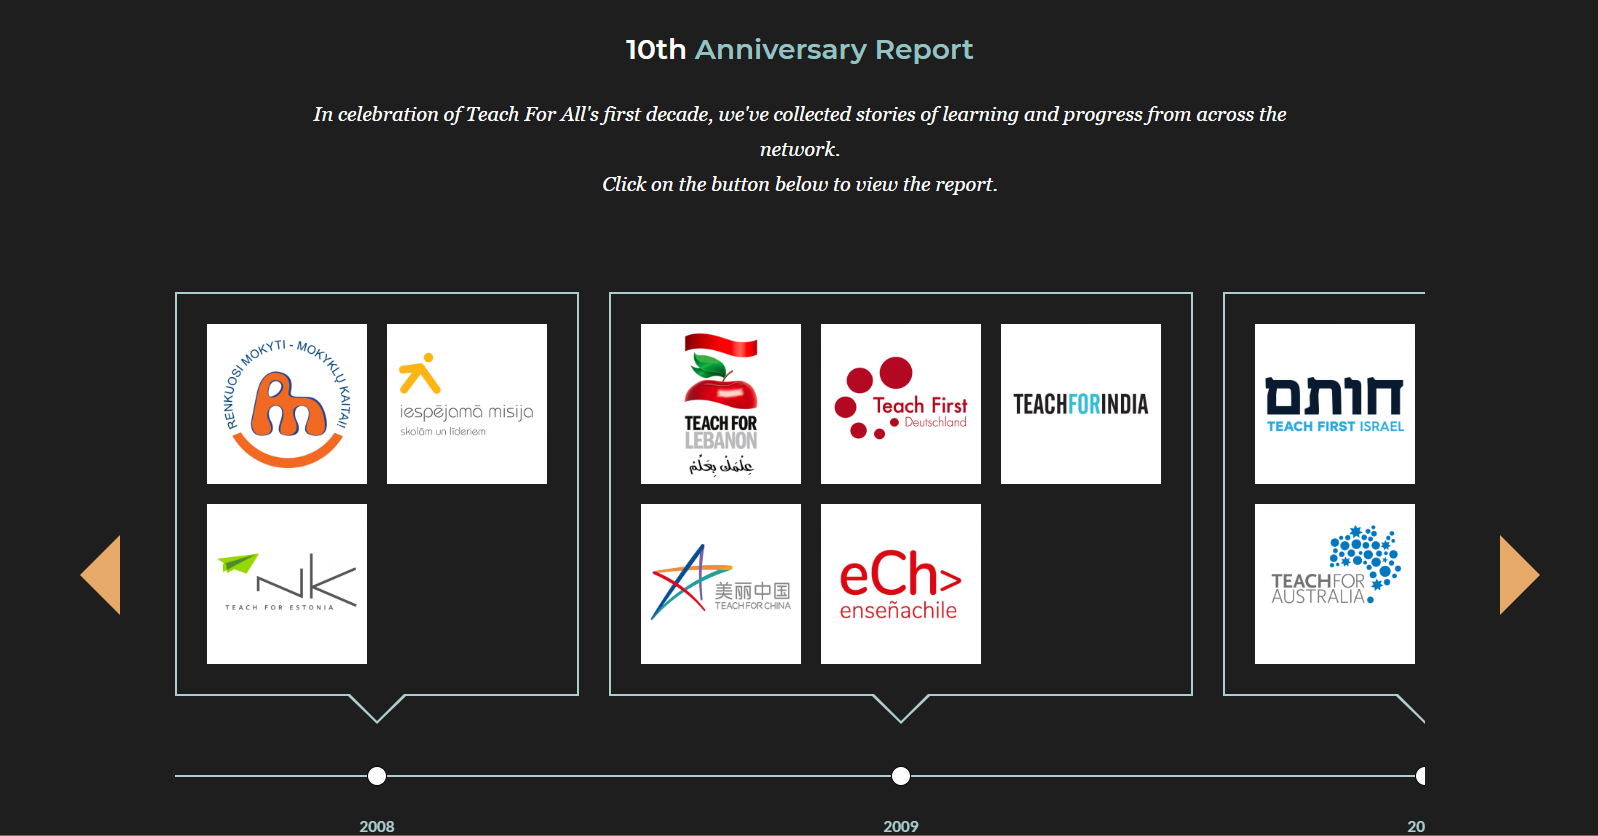 10th Anniversary Report
In celebration of Teach For All's first decade, we've collected stories of learning and progress from across the
network.
Click on the button below to view the report.
RENKUOSI MOKYTI - MOKYKLŲ KAITAI!
iespējamā misija
skolām un līderiem
TEACH FOR ESTONIA
TEACH FOR
LEBANON
عِلْمَكْ بِعَلِّمْ
Teach First
Deutschland
TEACHFORINDIA
美丽中国
TEACH FOR CHINA
eCh>
enseñachile
חותם
TEACH FIRST ISRAEL
TEACHFOR
AUSTRALIA
2008
2009
20